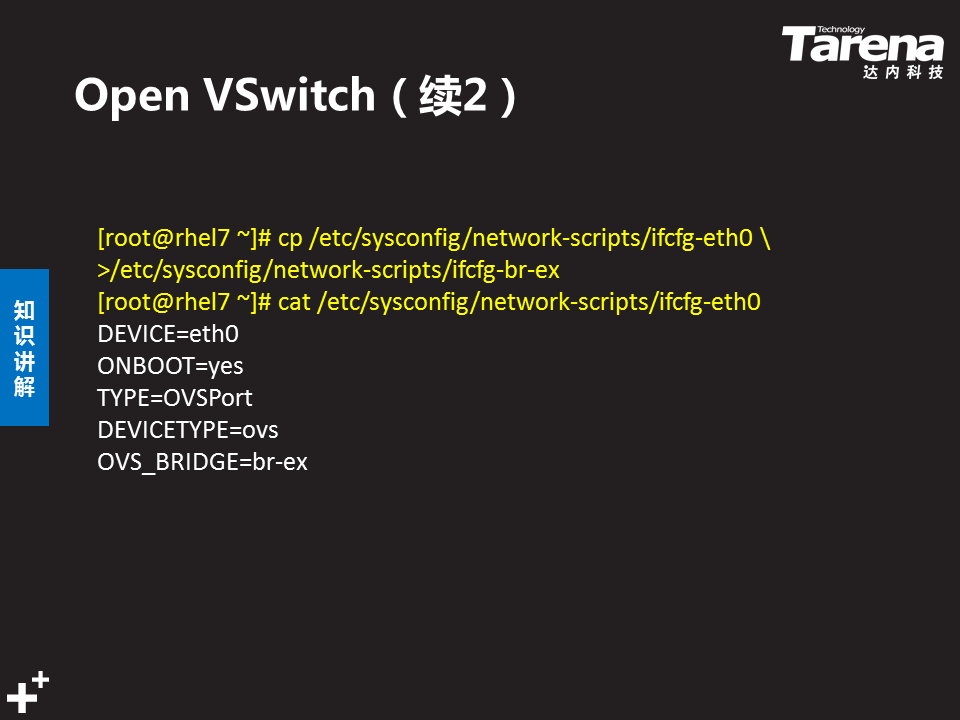 Technology
Tarena
达内科技
Open VSwitch（续2）
[root@rhel7 ~]# cp /etc/sysconfig/network-scripts/ifcfg-eth0 \
>/etc/sysconfig/network-scripts/ifcfg-br-ex
[root@rhel7 ~]# cat /etc/sysconfig/network-scripts/ifcfg-eth0
DEVICE=eth0
ONBOOT=yes
TYPE=OVSPort
DEVICETYPE=ovs
OVS_BRIDGE=br-ex
知
识
讲
解